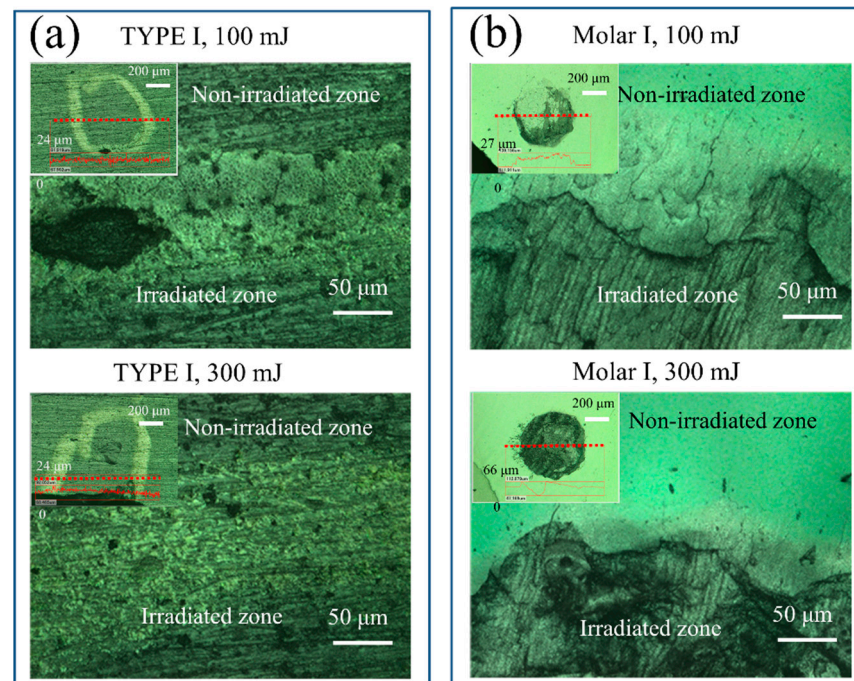 (a)
TYPE I, 100 mJ
200 μm
Non-irradiated zone
24 μm
0
Irradiated zone
50 μm
TYPE I, 300 mJ
200 μm
Non-irradiated zone
24 μm
0
Irradiated zone
50 μm
(b)
Molar I, 100 mJ
200 μm
Non-irradiated zone
27 μm
0
Irradiated zone
50 μm
Molar I, 300 mJ
200 μm
Non-irradiated zone
66 μm
0
Irradiated zone
50 μm